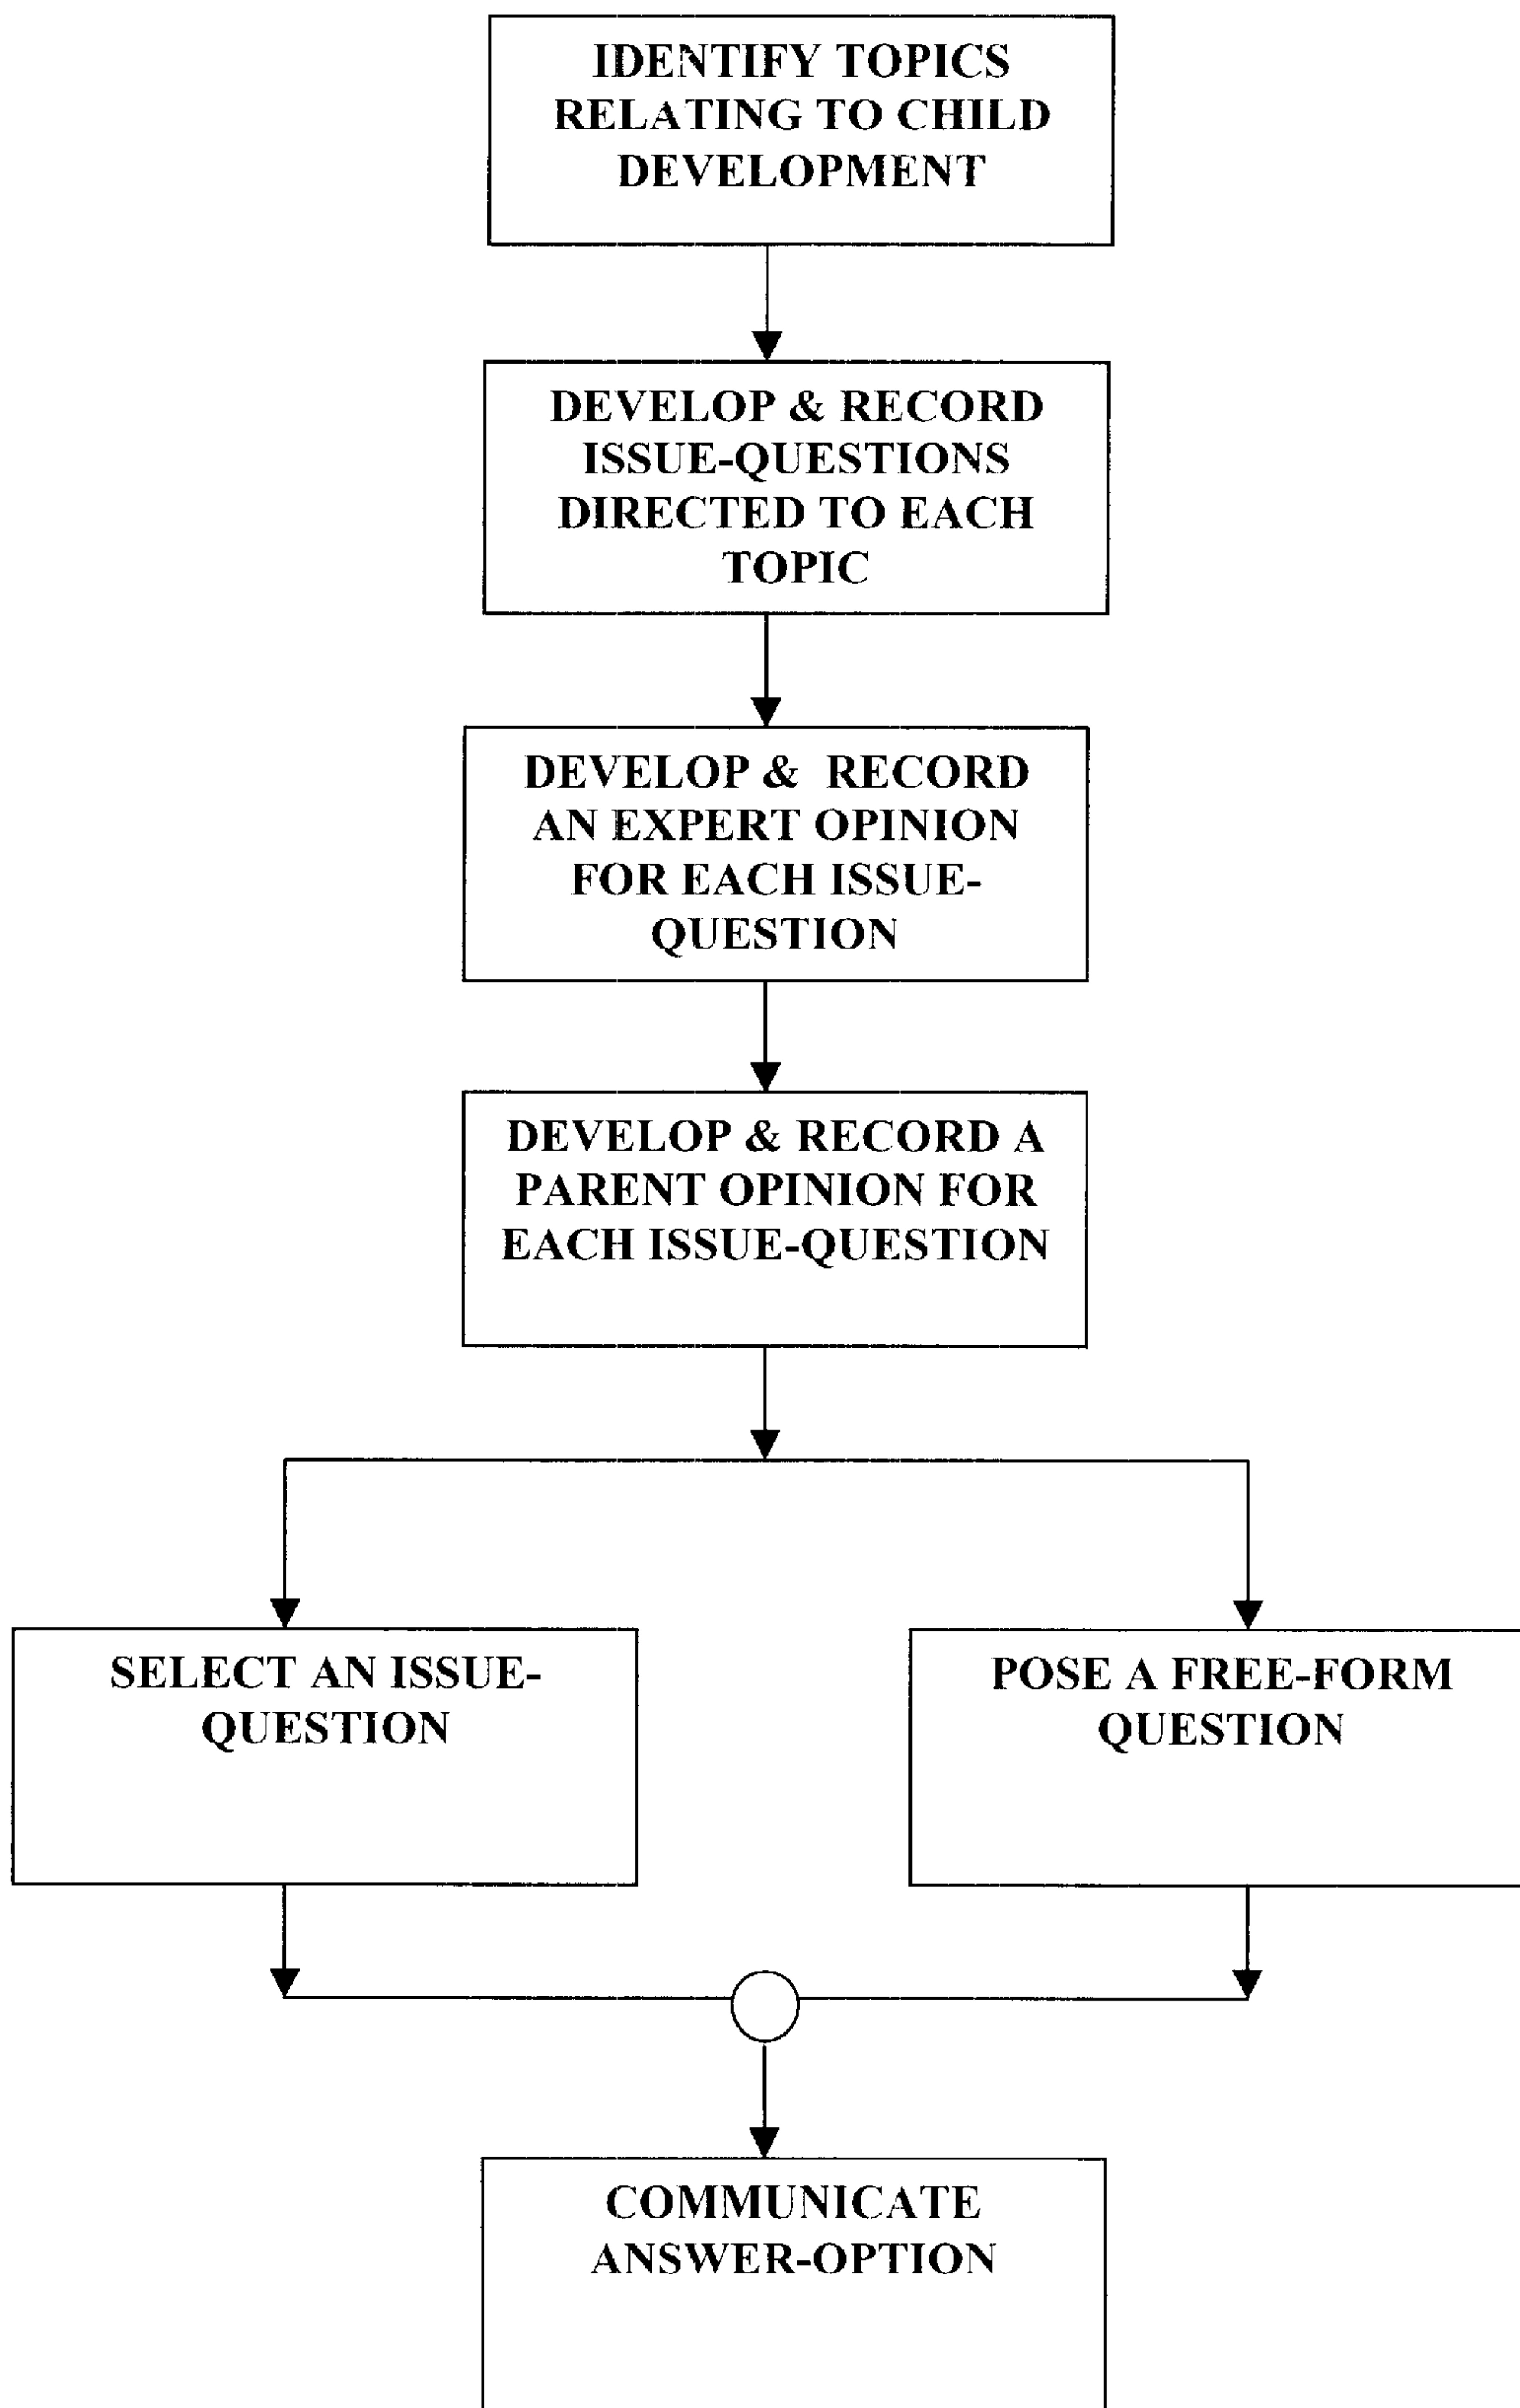 IDENTIFY TOPICS
RELATING TO CHILD
DEVELOPMENT
DEVELOP & RECORD
ISSUE-QUESTIONS
DIRECTED TO EACH
TOPIC
DEVELOP & RECORD
AN EXPERT OPINION
FOR EACH ISSUE-
QUESTION
DEVELOP & RECORD A
PARENT OPINION FOR
EACH ISSUE-QUESTION
SELECT AN ISSUE-
QUESTION
POSE A FREE-FORM
QUESTION
COMMUNICATE
ANSWER-OPTION